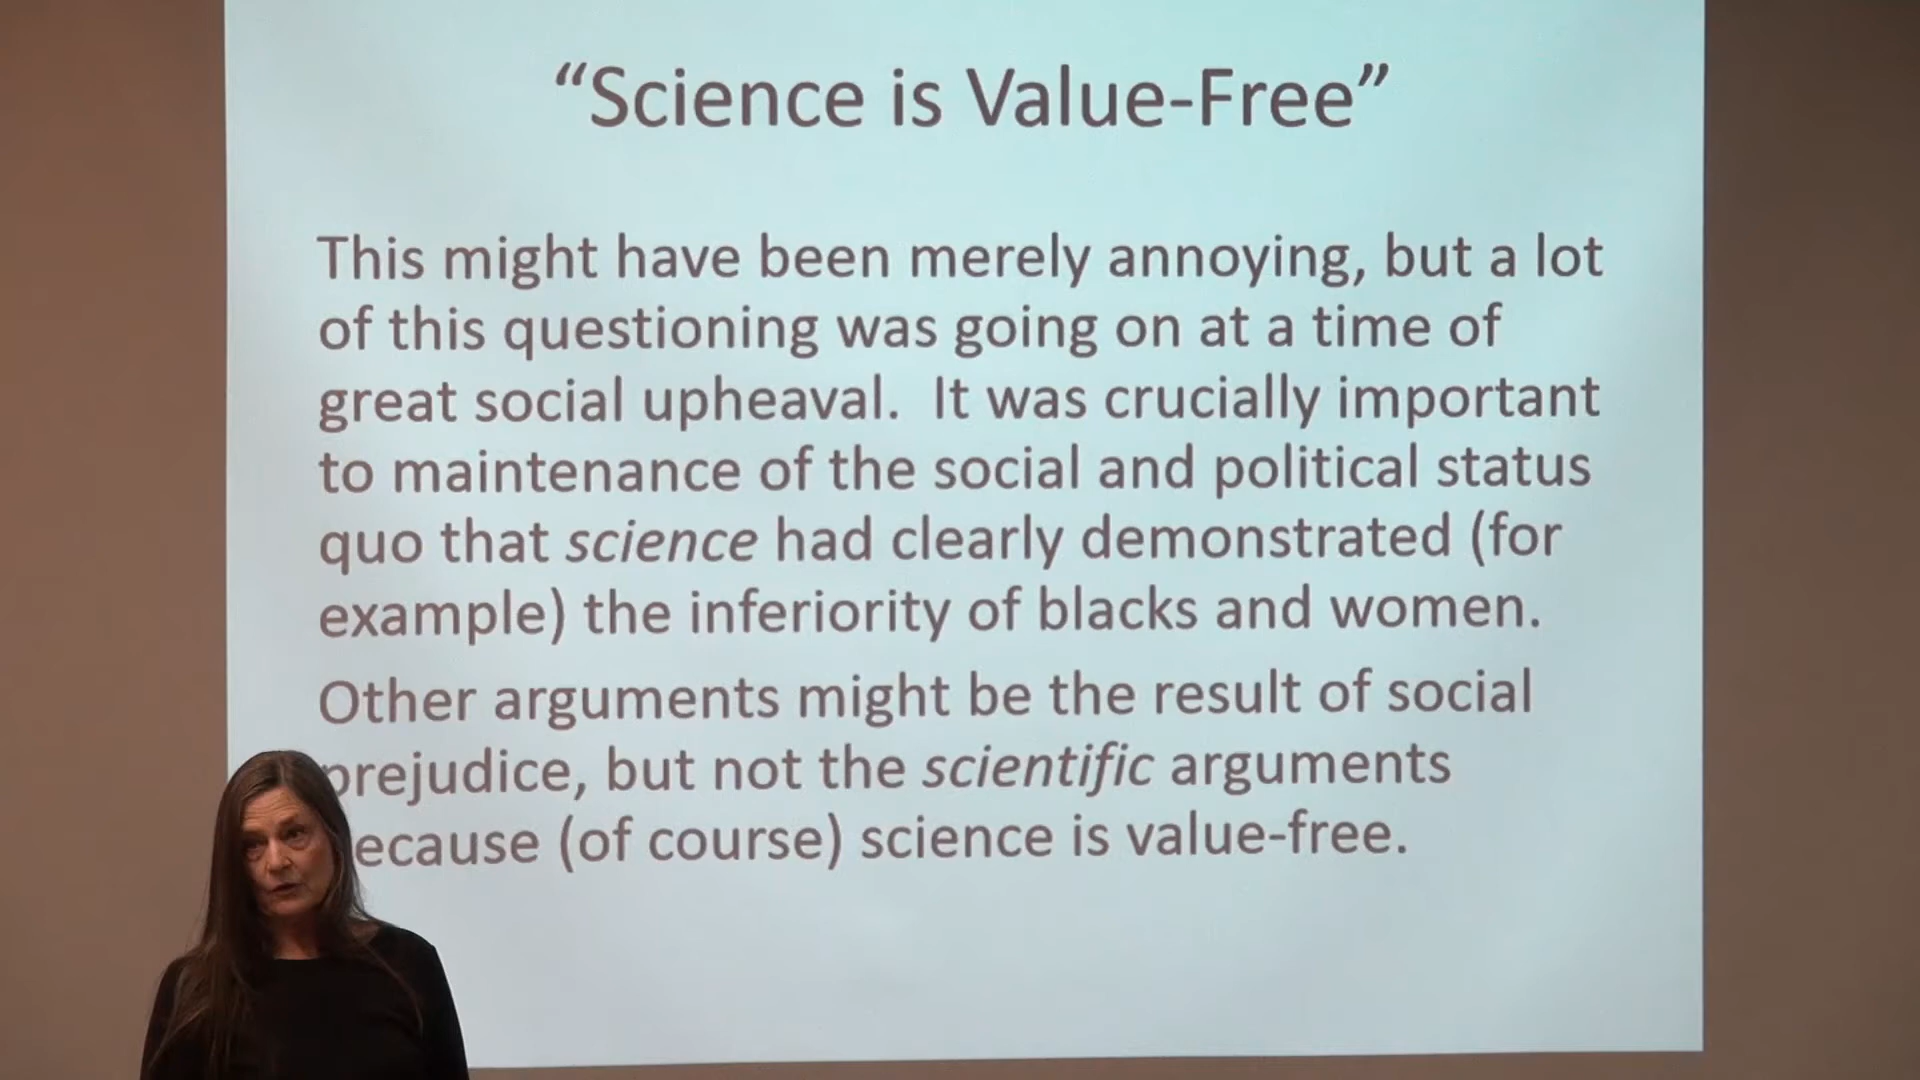 “Science is Value-Free”
This might have been merely annoying, but a lot
of this questioning was going on at a time of
great social upheaval.  It was crucially important
to maintenance of the social and political status
quo that science had clearly demonstrated (for
example) the inferiority of blacks and women.
Other arguments might be the result of social
prejudice, but not the scientific arguments
ecause (of course) science is value-free.